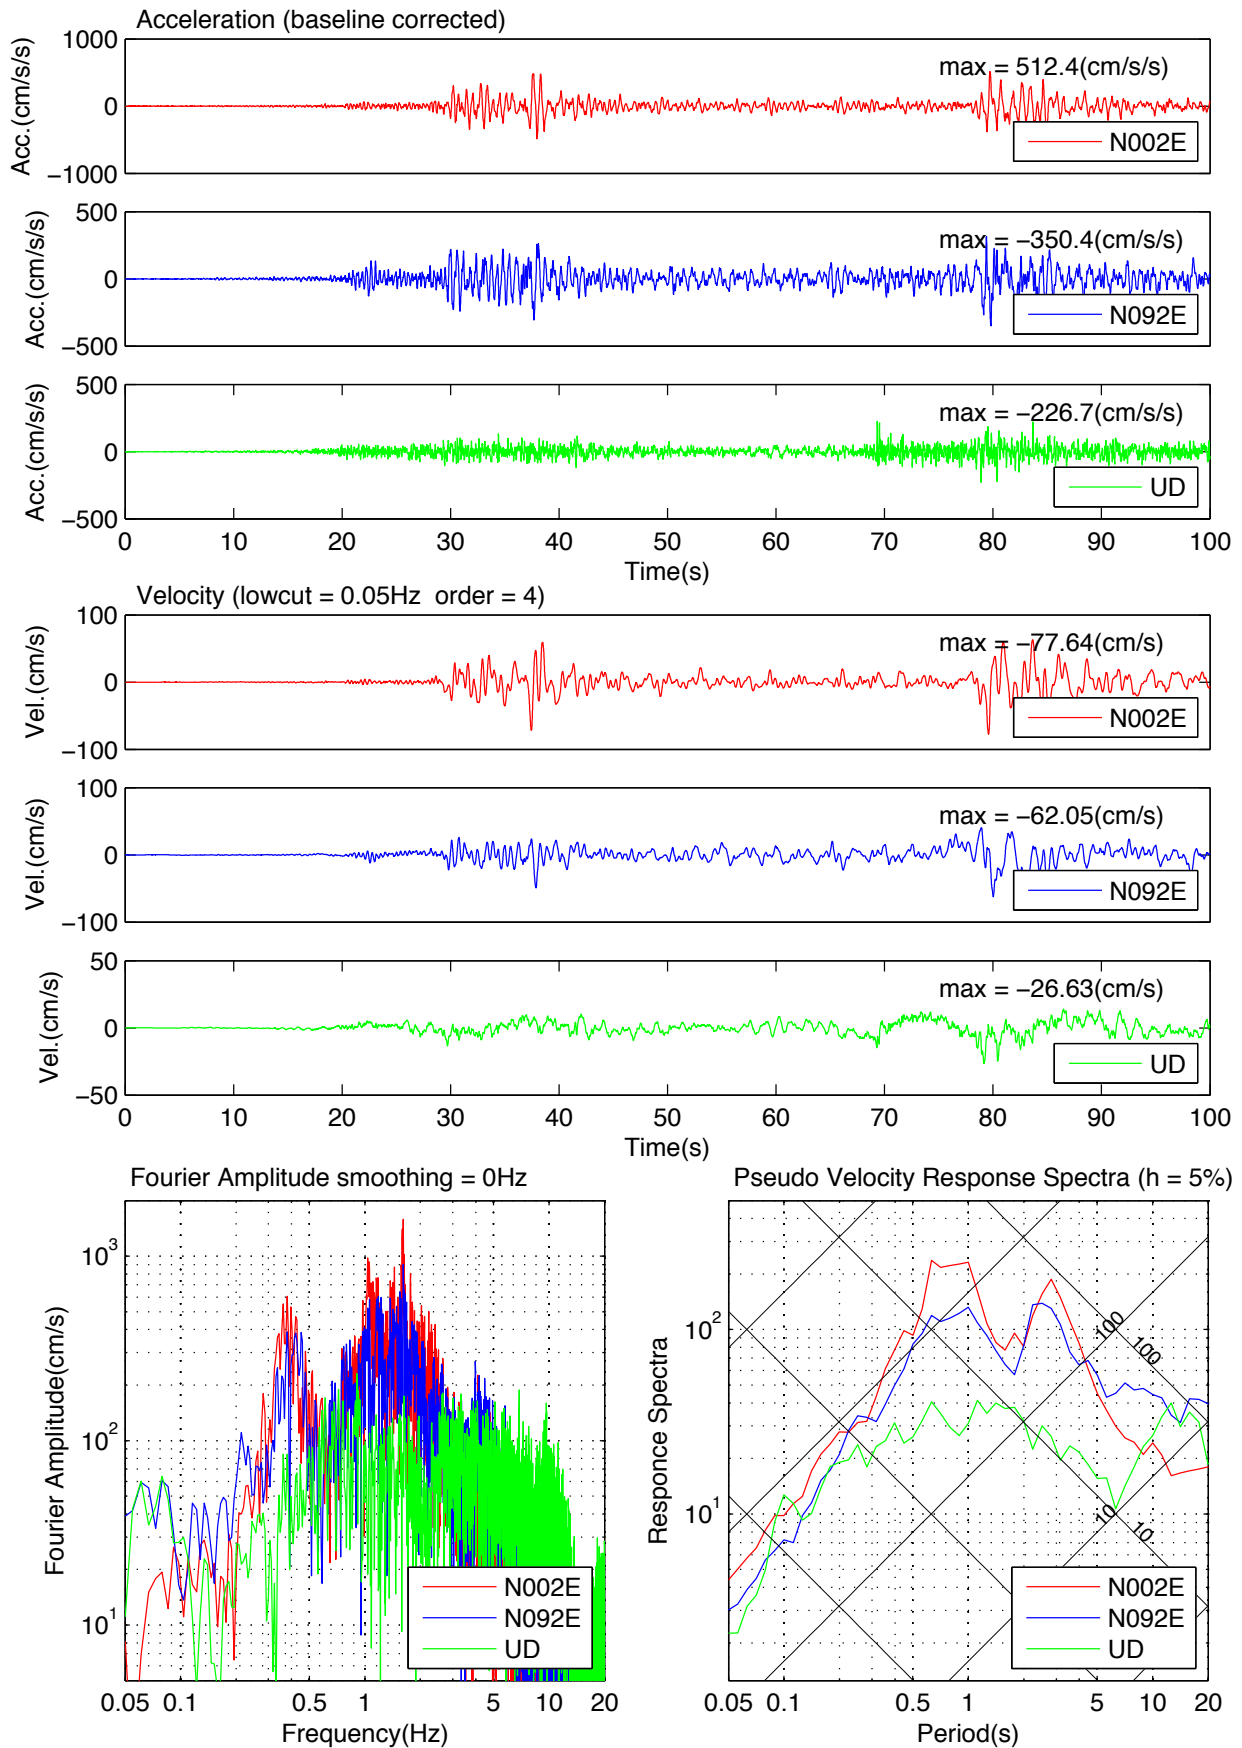 Acceleration (baseline corrected)
Acc.(cm/s/s)
1000
0
−1000
max = 512.4(cm/s/s)
N002E
Acc.(cm/s/s)
500
0
−500
max = −350.4(cm/s/s)
N092E
Acc.(cm/s/s)
500
0
−500
max = −226.7(cm/s/s)
UD
0 10 20 30 40 50 60 70 80 90 100
Time(s)
Velocity (lowcut = 0.05Hz order = 4)
Vel.(cm/s)
100
0
−100
max = −77.64(cm/s)
N002E
Vel.(cm/s)
100
0
−100
max = −62.05(cm/s)
N092E
Vel.(cm/s)
50
0
−50
max = −26.63(cm/s)
UD
0 10 20 30 40 50 60 70 80 90 100
Time(s)
Fourier Amplitude smoothing = 0Hz
Fourier Amplitude(cm/s)
10³
10²
10¹
N002E
N092E
UD
0.05 0.1 0.5 1 5 10 20
Frequency(Hz)
Pseudo Velocity Response Spectra (h = 5%)
Responce Spectra
10²
10¹
100
100
10
10
N002E
N092E
UD
0.05 0.1 0.5 1 5 10 20
Period(s)